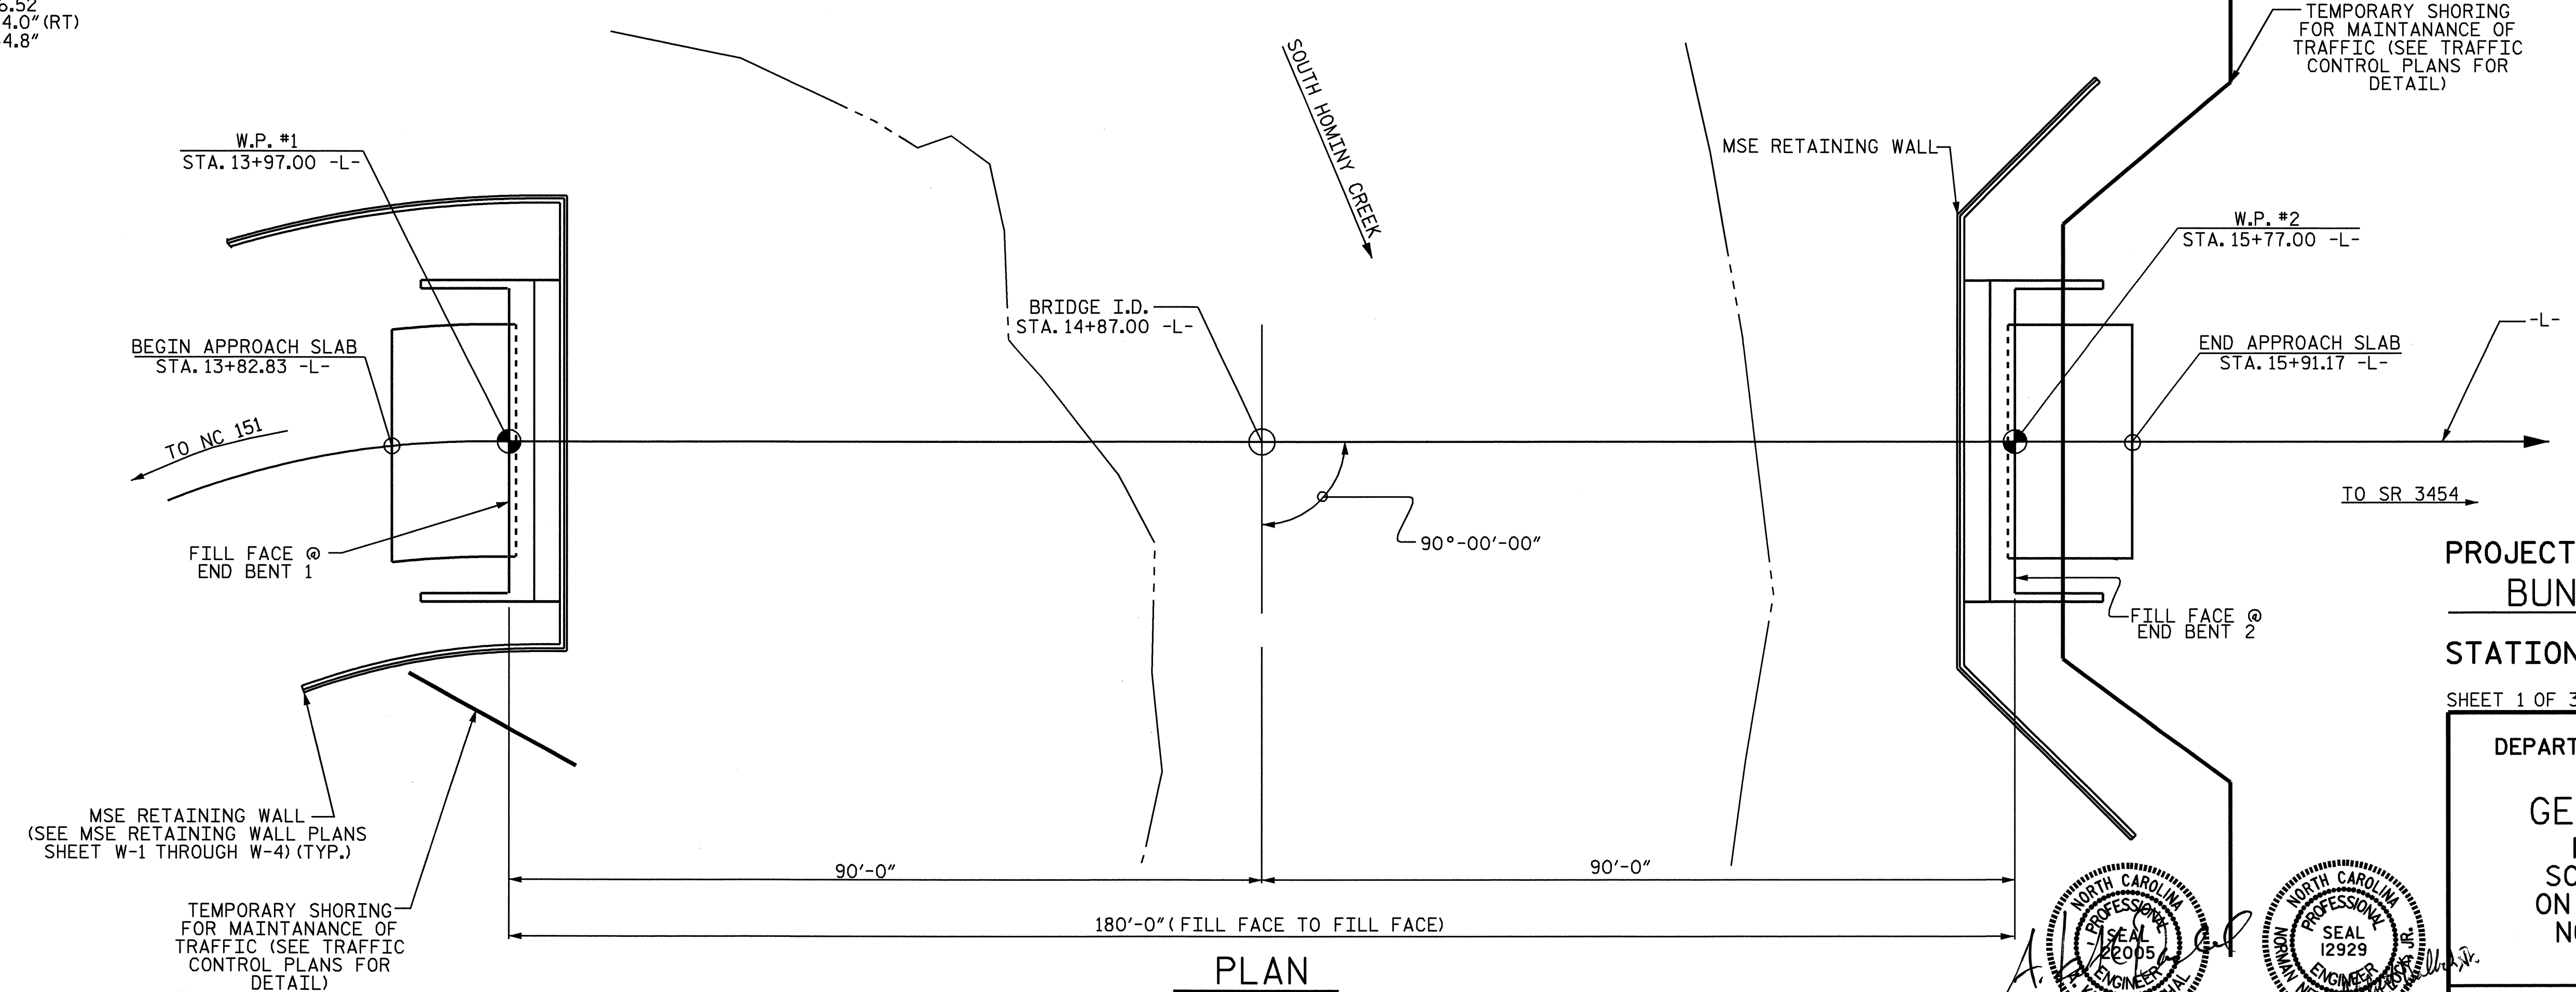 6.52
4.0" (RT)
4.8"
W.P. #1
STA. 13+97.00 -L-
BEGIN APPROACH SLAB
STA. 13+82.83 -L-
TO NC 151
FILL FACE @
END BENT 1
MSE RETAINING WALL
(SEE MSE RETAINING WALL PLANS
SHEET W-1 THROUGH W-4) (TYP.)
TEMPORARY SHORING
FOR MAINTANANCE OF
TRAFFIC (SEE TRAFFIC
CONTROL PLANS FOR
DETAIL)
SOUTH HOMINY CREEK
BRIDGE I.D.
STA. 14+87.00 -L-
90°-00'-00"
90'-0"
90'-0"
180'-0" (FILL FACE TO FILL FACE)
PLAN
MSE RETAINING WALL
TEMPORARY SHORING
FOR MAINTANANCE OF
TRAFFIC (SEE TRAFFIC
CONTROL PLANS FOR
DETAIL)
W.P. #2
STA. 15+77.00 -L-
END APPROACH SLAB
STA. 15+91.17 -L-
-L-
TO SR 3454
FILL FACE @
END BENT 2
PROJECT
BUN
STATION
SHEET 1 OF 3
DEPART
GE
SO
ON
NO
NORTH CAROLINA
PROFESSIONAL
SEAL
22005
ENGINEER
NORTH CAROLINA
PROFESSIONAL
SEAL
12929
ENGINEER
NORMAN
JR.